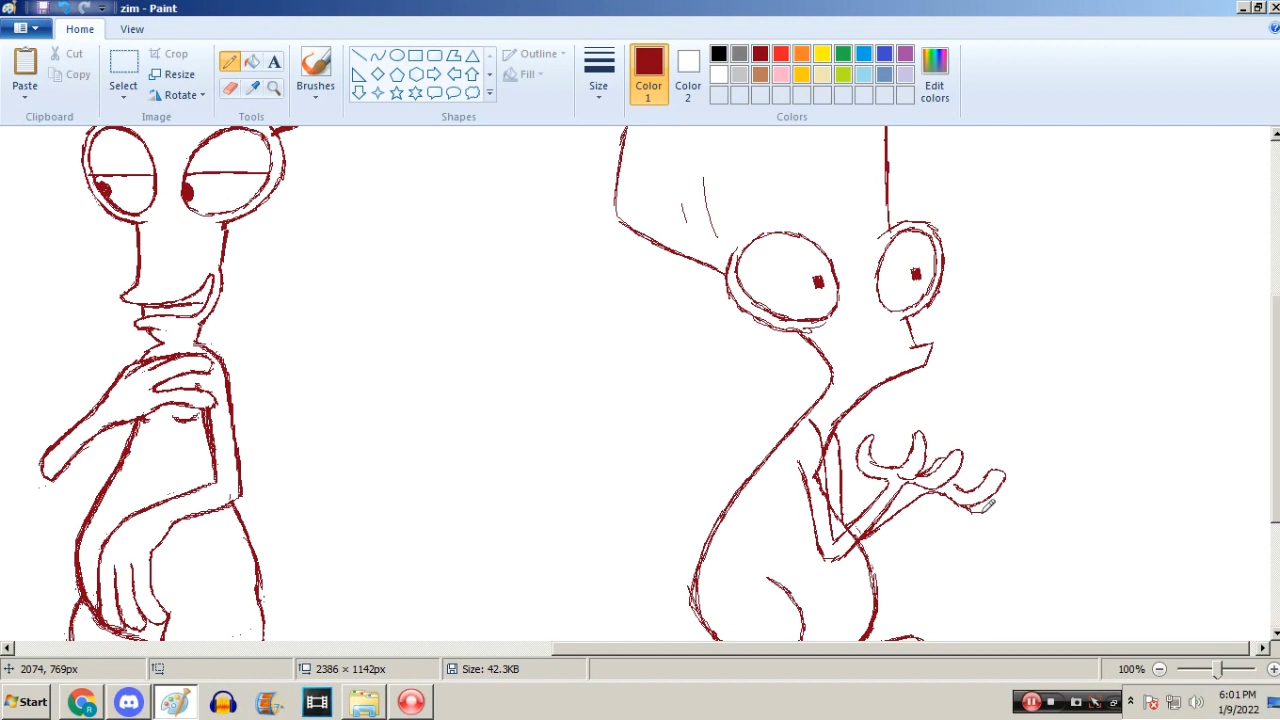 zim - Paint
Home View
Paste
Cut
Copy
Clipboard
Select
Crop
Resize
Rotate
Image
A
Tools
Brushes
Outline
Fill
Shapes
Size
Color 1
Color 2
Edit colors
Colors
2074, 769px
2386 × 1142px
Size: 42.3KB
100%
Start
6:01 PM
1/9/2022